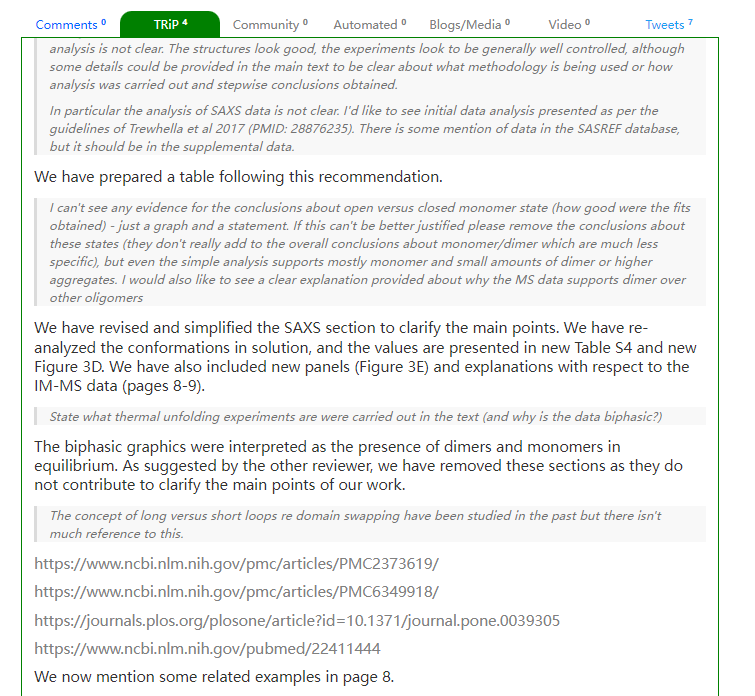 Comments 0 TRiP 4 Community 0 Automated 0 Blogs/Media 0 Video 0 Tweets 7
analysis is not clear. The structures look good, the experiments look to be generally well controlled, although
some details could be provided in the main text to be clear about what methodology is being used or how
analysis was carried out and stepwise conclusions obtained.
In particular the analysis of SAXS data is not clear. I'd like to see initial data analysis presented as per the
guidelines of Trewhella et al 2017 (PMID: 28876235). There is some mention of data in the SASREF database,
but it should be in the supplemental data.
We have prepared a table following this recommendation.
I can't see any evidence for the conclusions about open versus closed monomer state (how good were the fits
obtained) - just a graph and a statement. If this can't be better justified please remove the conclusions about
these states (they don't really add to the overall conclusions about monomer/dimer which are much less
specific), but even the simple analysis supports mostly monomer and small amounts of dimer or higher
aggregates. I would also like to see a clear explanation provided about why the MS data supports dimer over
other oligomers
We have revised and simplified the SAXS section to clarify the main points. We have re-
analyzed the conformations in solution, and the values are presented in new Table S4 and new
Figure 3D. We have also included new panels (Figure 3E) and explanations with respect to the
IM-MS data (pages 8-9).
State what thermal unfolding experiments are were carried out in the text (and why is the data biphasic?)
The biphasic graphics were interpreted as the presence of dimers and monomers in
equilibrium. As suggested by the other reviewer, we have removed these sections as they do
not contribute to clarify the main points of our work.
The concept of long versus short loops re domain swapping have been studied in the past but there isn't
much reference to this.
https://www.ncbi.nlm.nih.gov/pmc/articles/PMC2373619/
https://www.ncbi.nlm.nih.gov/pmc/articles/PMC6349918/
https://journals.plos.org/plosone/article?id=10.1371/journal.pone.0039305
https://www.ncbi.nlm.nih.gov/pubmed/22411444
We now mention some related examples in page 8.